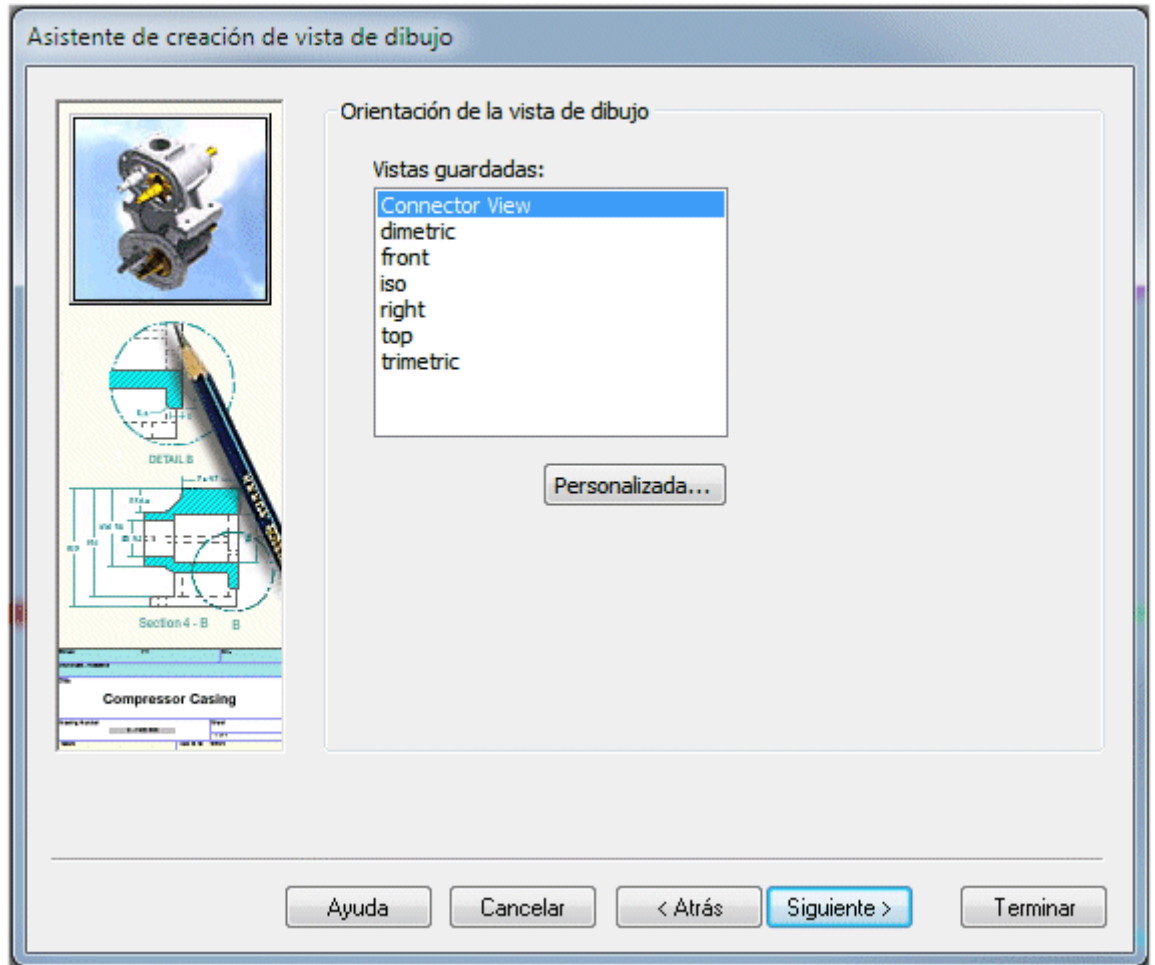 Asistente de creación de vista de dibujo
Orientación de la vista de dibujo
Vistas guardadas:
Connector View
dimetric
front
iso
right
top
trimetric
Personalizada...
DETAIL B
Section 4 - B B
Compressor Casing
Ayuda
Cancelar
< Atrás
Siguiente >
Terminar